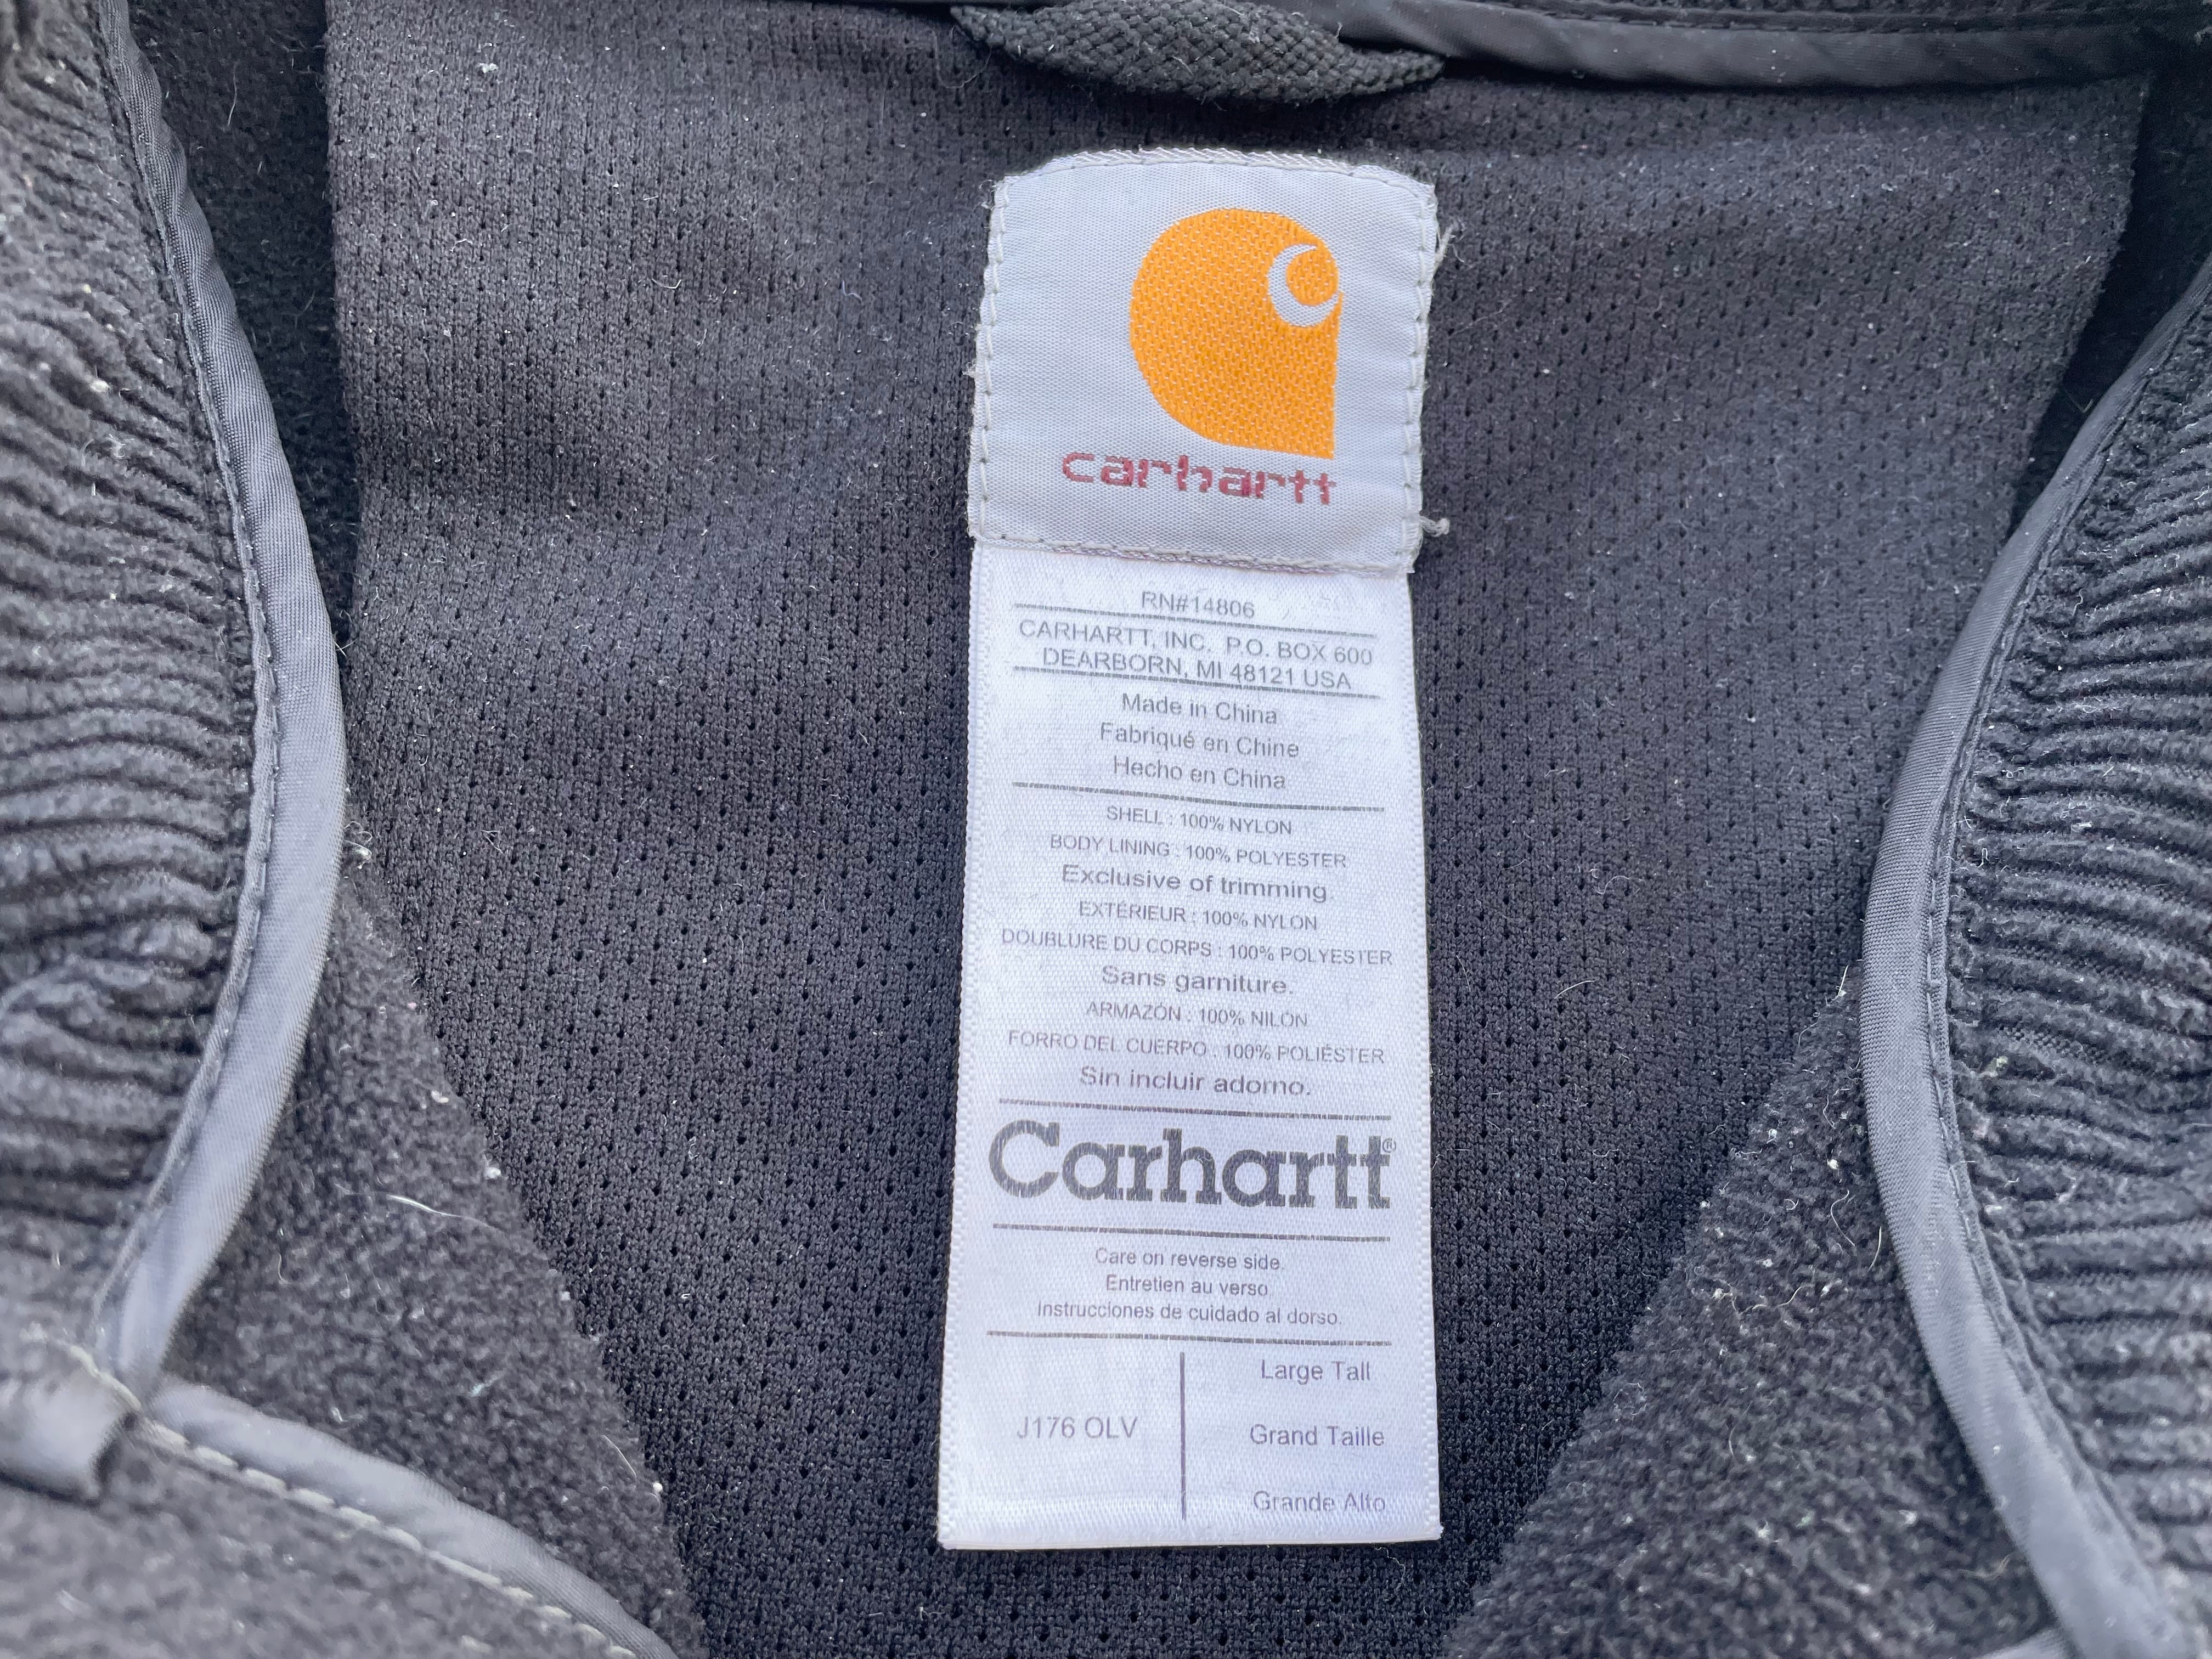 carhartt
RN#14806
CARHARTT, INC. P.O. BOX 600
DEARBORN, MI 48121 USA
Made in China
Fabriqué en Chine
Hecho en China
SHELL : 100% NYLON
BODY LINING : 100% POLYESTER
Exclusive of trimming.
EXTÉRIEUR : 100% NYLON
DOUBLURE DU CORPS : 100% POLYESTER
Sans garniture.
ARMAZÓN : 100% NILÓN
FORRO DEL CUERPO : 100% POLIÉSTER
Sin incluir adorno.
Carhartt®
Care on reverse side.
Entretien au verso
Instrucciones de cuidado al dorso.
Large Tall
J176 OLV
Grand Taille
Grande Alto